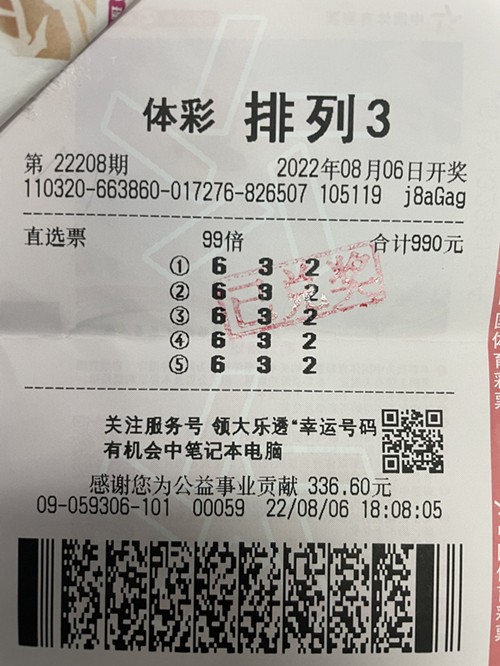 体彩 排列3
第 22208期 2022年08月06日开奖
110320-663860-017276-826507 105119 j8aGag
直选票 99倍 合计990元
① 6 3 2
② 6 3 2
③ 6 3 2
④ 6 3 2
⑤ 6 3 2
已兑奖
关注服务号 领大乐透“幸运号码
有机会中笔记本电脑
感谢您为公益事业贡献 336.60元
09-059306-101 00059 22/08/06 18:08:05